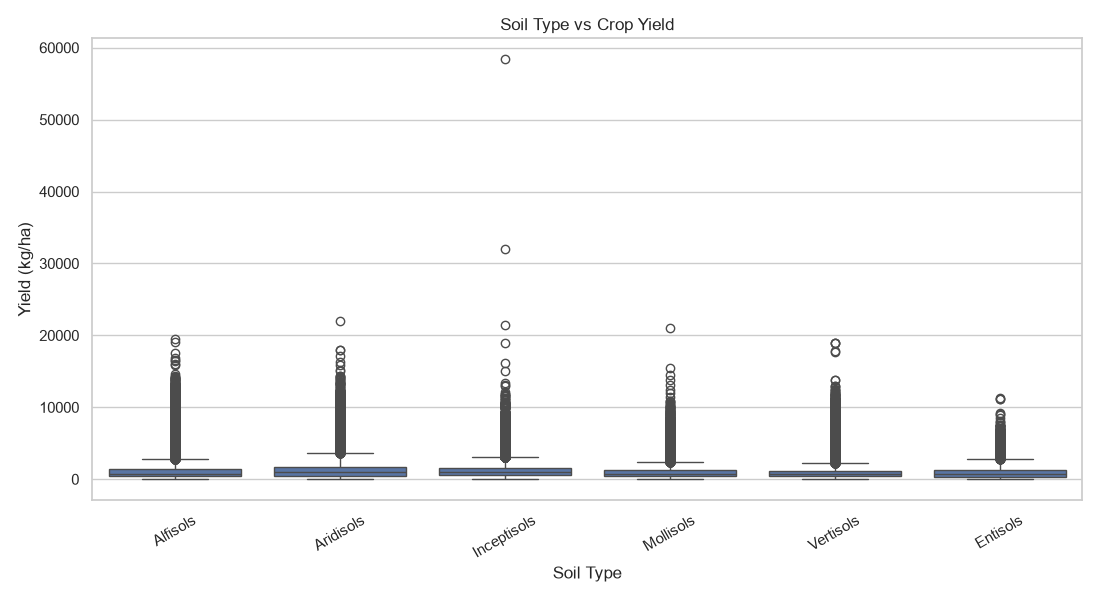 Soil Type vs Crop Yield
60000
50000
40000
30000
20000
10000
0
Yield (kg/ha)
Alfisols
Aridisols
Inceptisols
Mollisols
Vertisols
Entisols
Soil Type